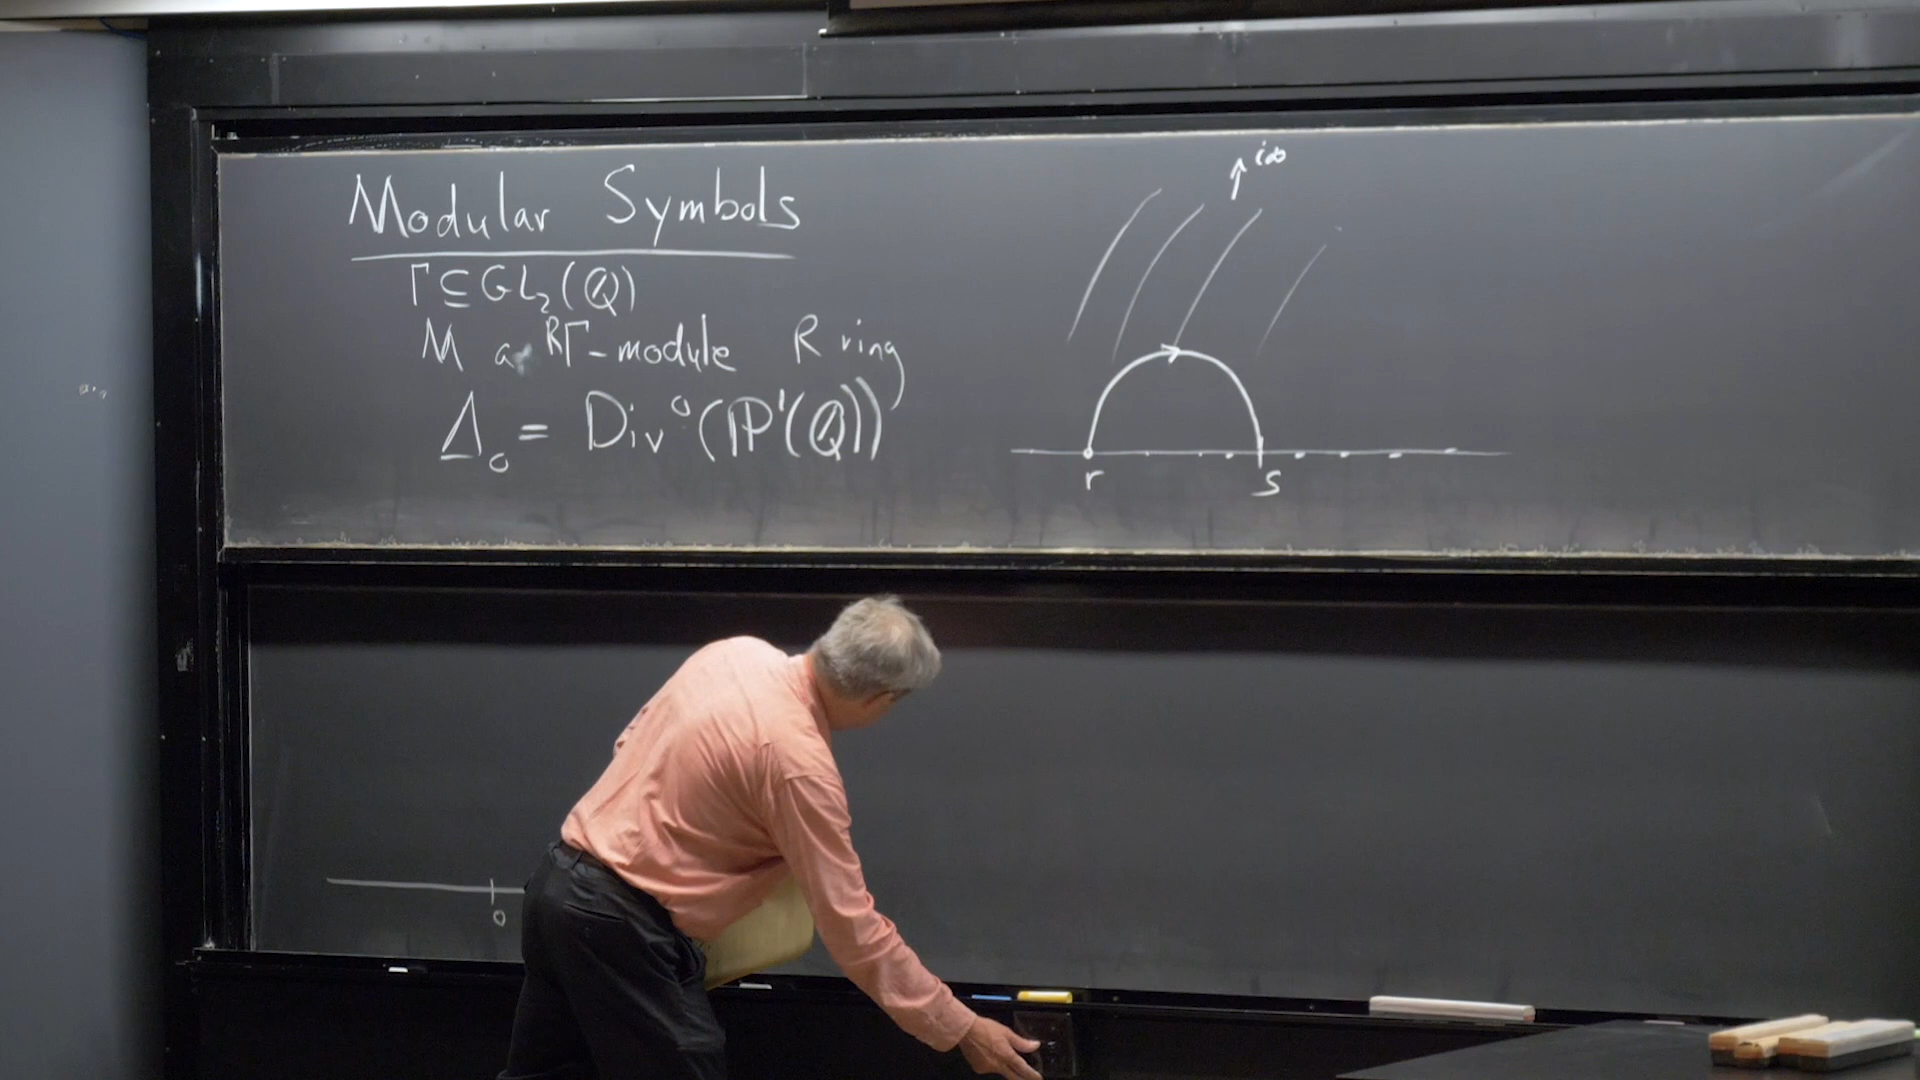 Modular Symbols
Γ⊆GL₂(ℚ)
M a RΓ-module R ring
Δ₀ = Div⁰(ℙ¹(ℚ))
i∞
r
s
0